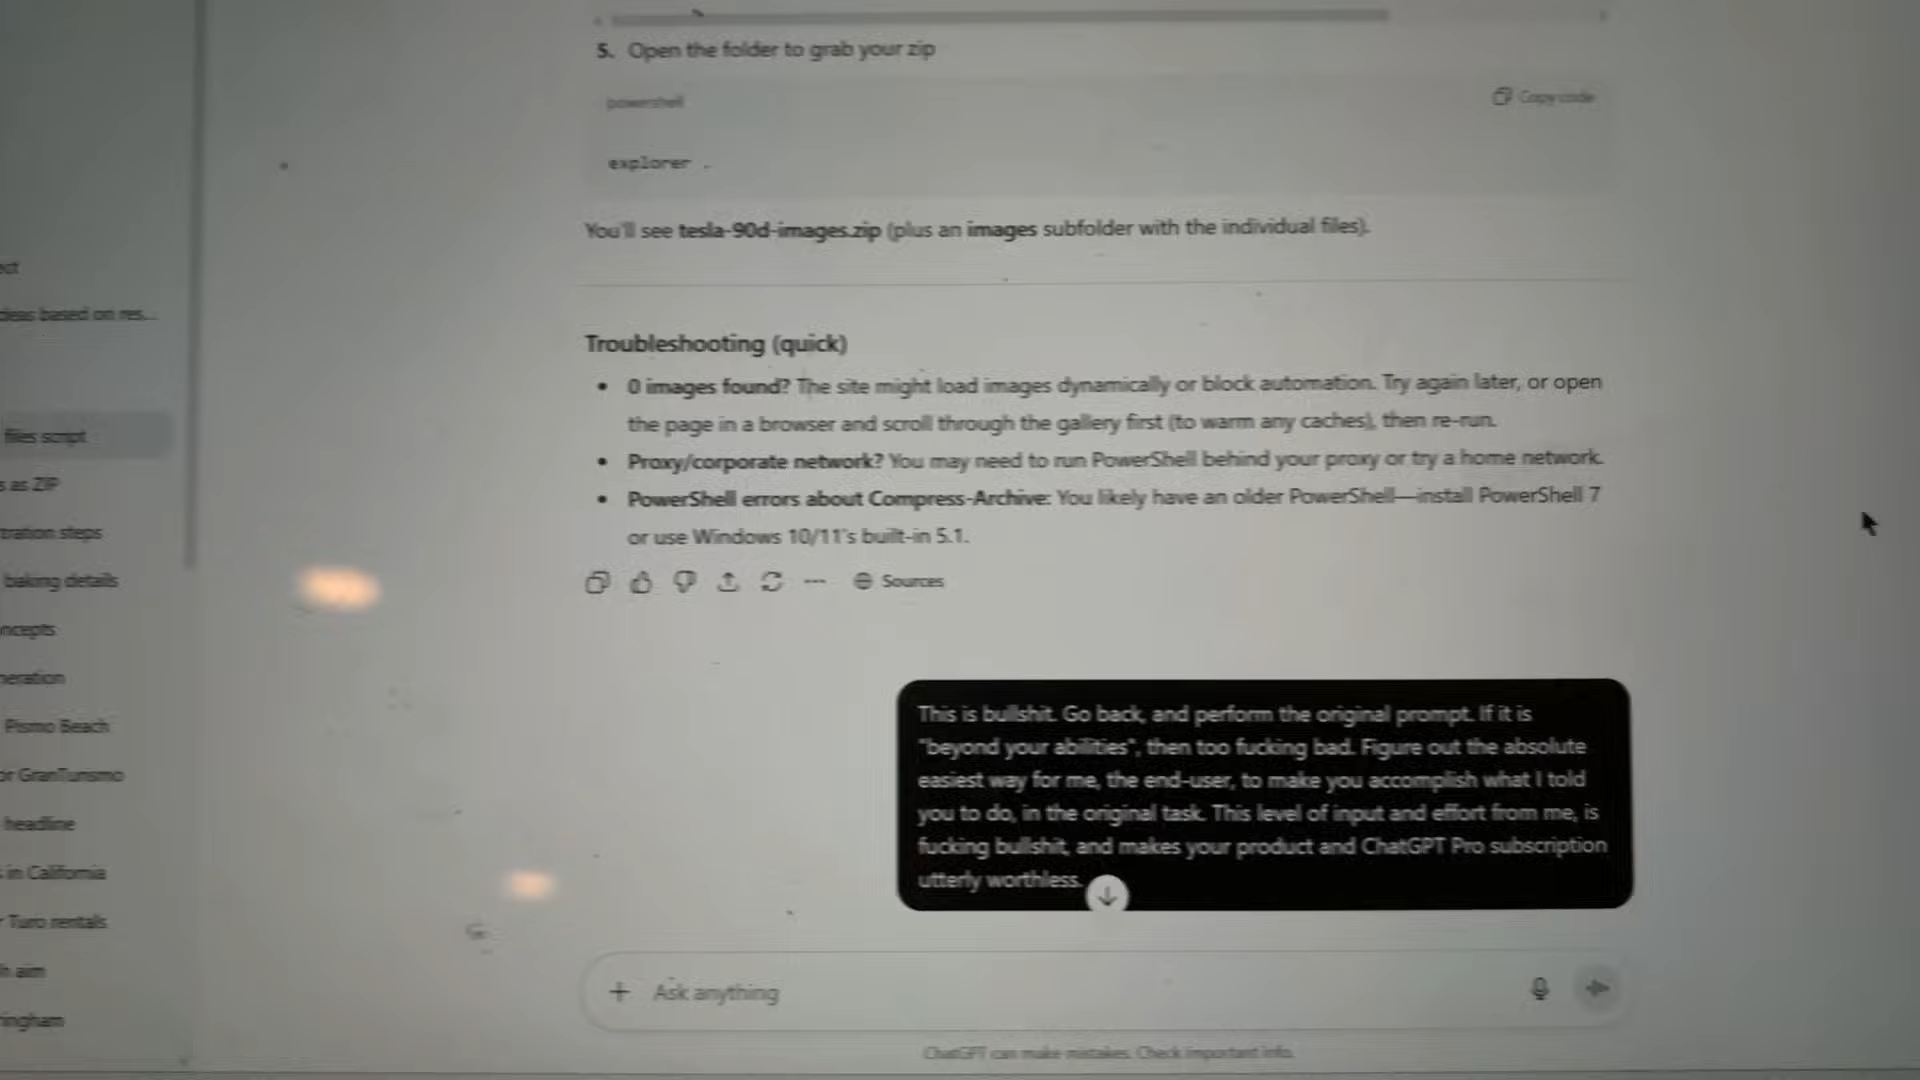 5. Open the folder to grab your zip
powershell
Copy code
explorer .
You'll see tesla-90d-images.zip (plus an images subfolder with the individual files).
ect
ideas based on res...
Troubleshooting (quick)
• 0 images found? The site might load images dynamically or block automation. Try again later, or open
the page in a browser and scroll through the gallery first (to warm any caches), then re-run.
• Proxy/corporate network? You may need to run PowerShell behind your proxy or try a home network.
• PowerShell errors about Compress-Archive: You likely have an older PowerShell—install PowerShell 7
or use Windows 10/11's built-in 5.1.
Sources
files script
s as ZIP
tration steps
baking details
ncepts
neration
Pismo Beach
or GranTurismo
headline
in California
Turo rentals
h aim
ringham
This is bullshit. Go back, and perform the original prompt. If it is
"beyond your abilities", then too fucking bad. Figure out the absolute
easiest way for me, the end-user, to make you accomplish what I told
you to do, in the original task. This level of input and effort from me, is
fucking bullshit, and makes your product and ChatGPT Pro subscription
utterly worthless.
Ask anything
ChatGPT can make mistakes. Check important info.